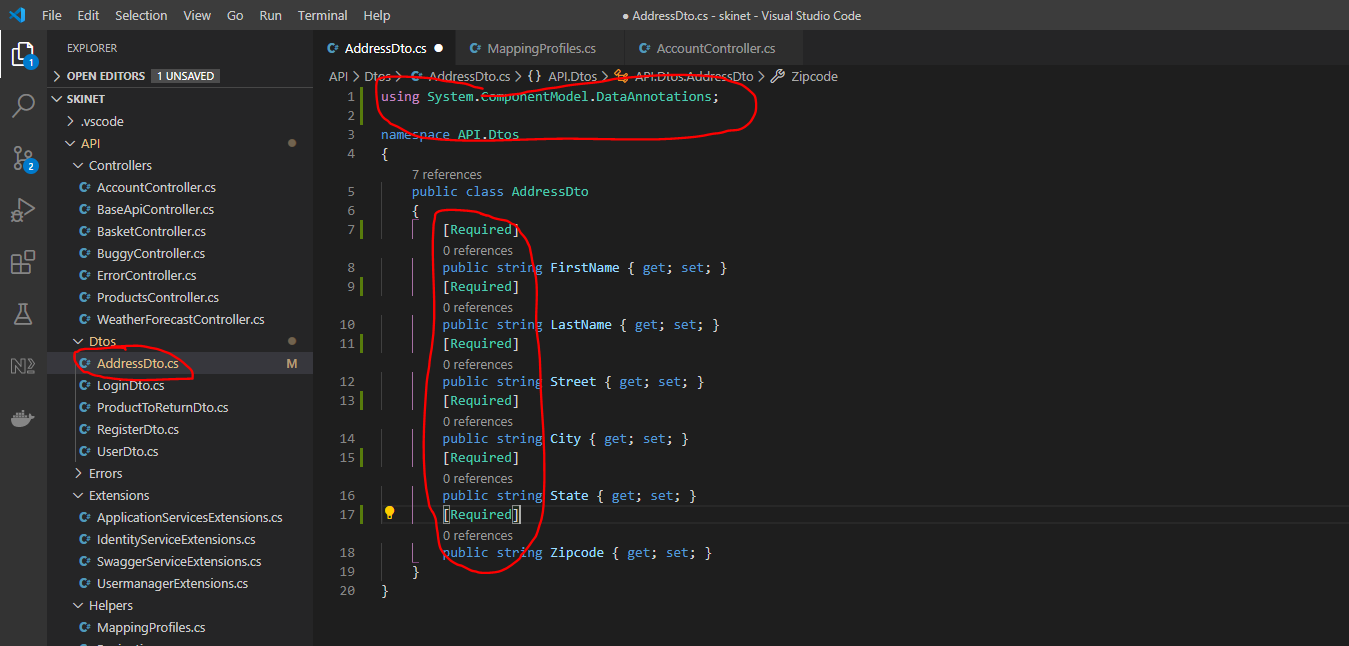 File Edit Selection View Go Run Terminal Help
● AddressDto.cs - skinet - Visual Studio Code
EXPLORER
OPEN EDITORS 1 UNSAVED
SKINET
.vscode
API
Controllers
AccountController.cs
BaseApiController.cs
BasketController.cs
BuggyController.cs
ErrorController.cs
ProductsController.cs
WeatherForecastController.cs
Dtos
AddressDto.cs M
LoginDto.cs
ProductToReturnDto.cs
RegisterDto.cs
UserDto.cs
Errors
Extensions
ApplicationServicesExtensions.cs
IdentityServiceExtensions.cs
SwaggerServiceExtensions.cs
UsermanagerExtensions.cs
Helpers
MappingProfiles.cs
1
2
AddressDto.cs ● MappingProfiles.cs AccountController.cs
API > Dtos > AddressDto.cs > {} API.Dtos > API.Dtos.AddressDto > Zipcode
1 using System.ComponentModel.DataAnnotations;
2
3 namespace API.Dtos
4 {
7 references
5 public class AddressDto
6 {
7 [Required]
0 references
8 public string FirstName { get; set; }
9 [Required]
0 references
10 public string LastName { get; set; }
11 [Required]
0 references
12 public string Street { get; set; }
13 [Required]
0 references
14 public string City { get; set; }
15 [Required]
0 references
16 public string State { get; set; }
17 [Required]
0 references
18 public string Zipcode { get; set; }
19 }
20 }